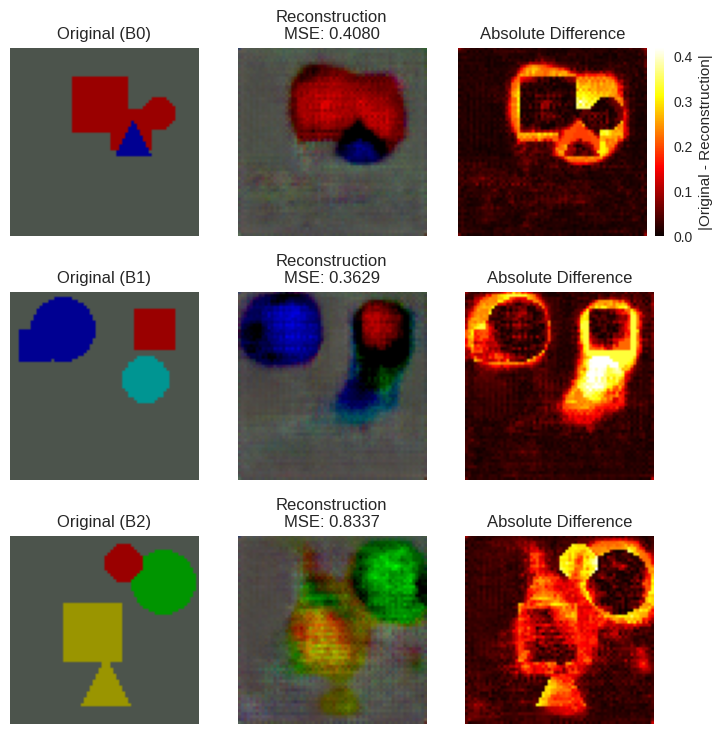 Original (B0)
Reconstruction
MSE: 0.4080
Absolute Difference
0.4
0.3
0.2
0.1
0.0
|Original - Reconstruction|
Original (B1)
Reconstruction
MSE: 0.3629
Absolute Difference
Original (B2)
Reconstruction
MSE: 0.8337
Absolute Difference